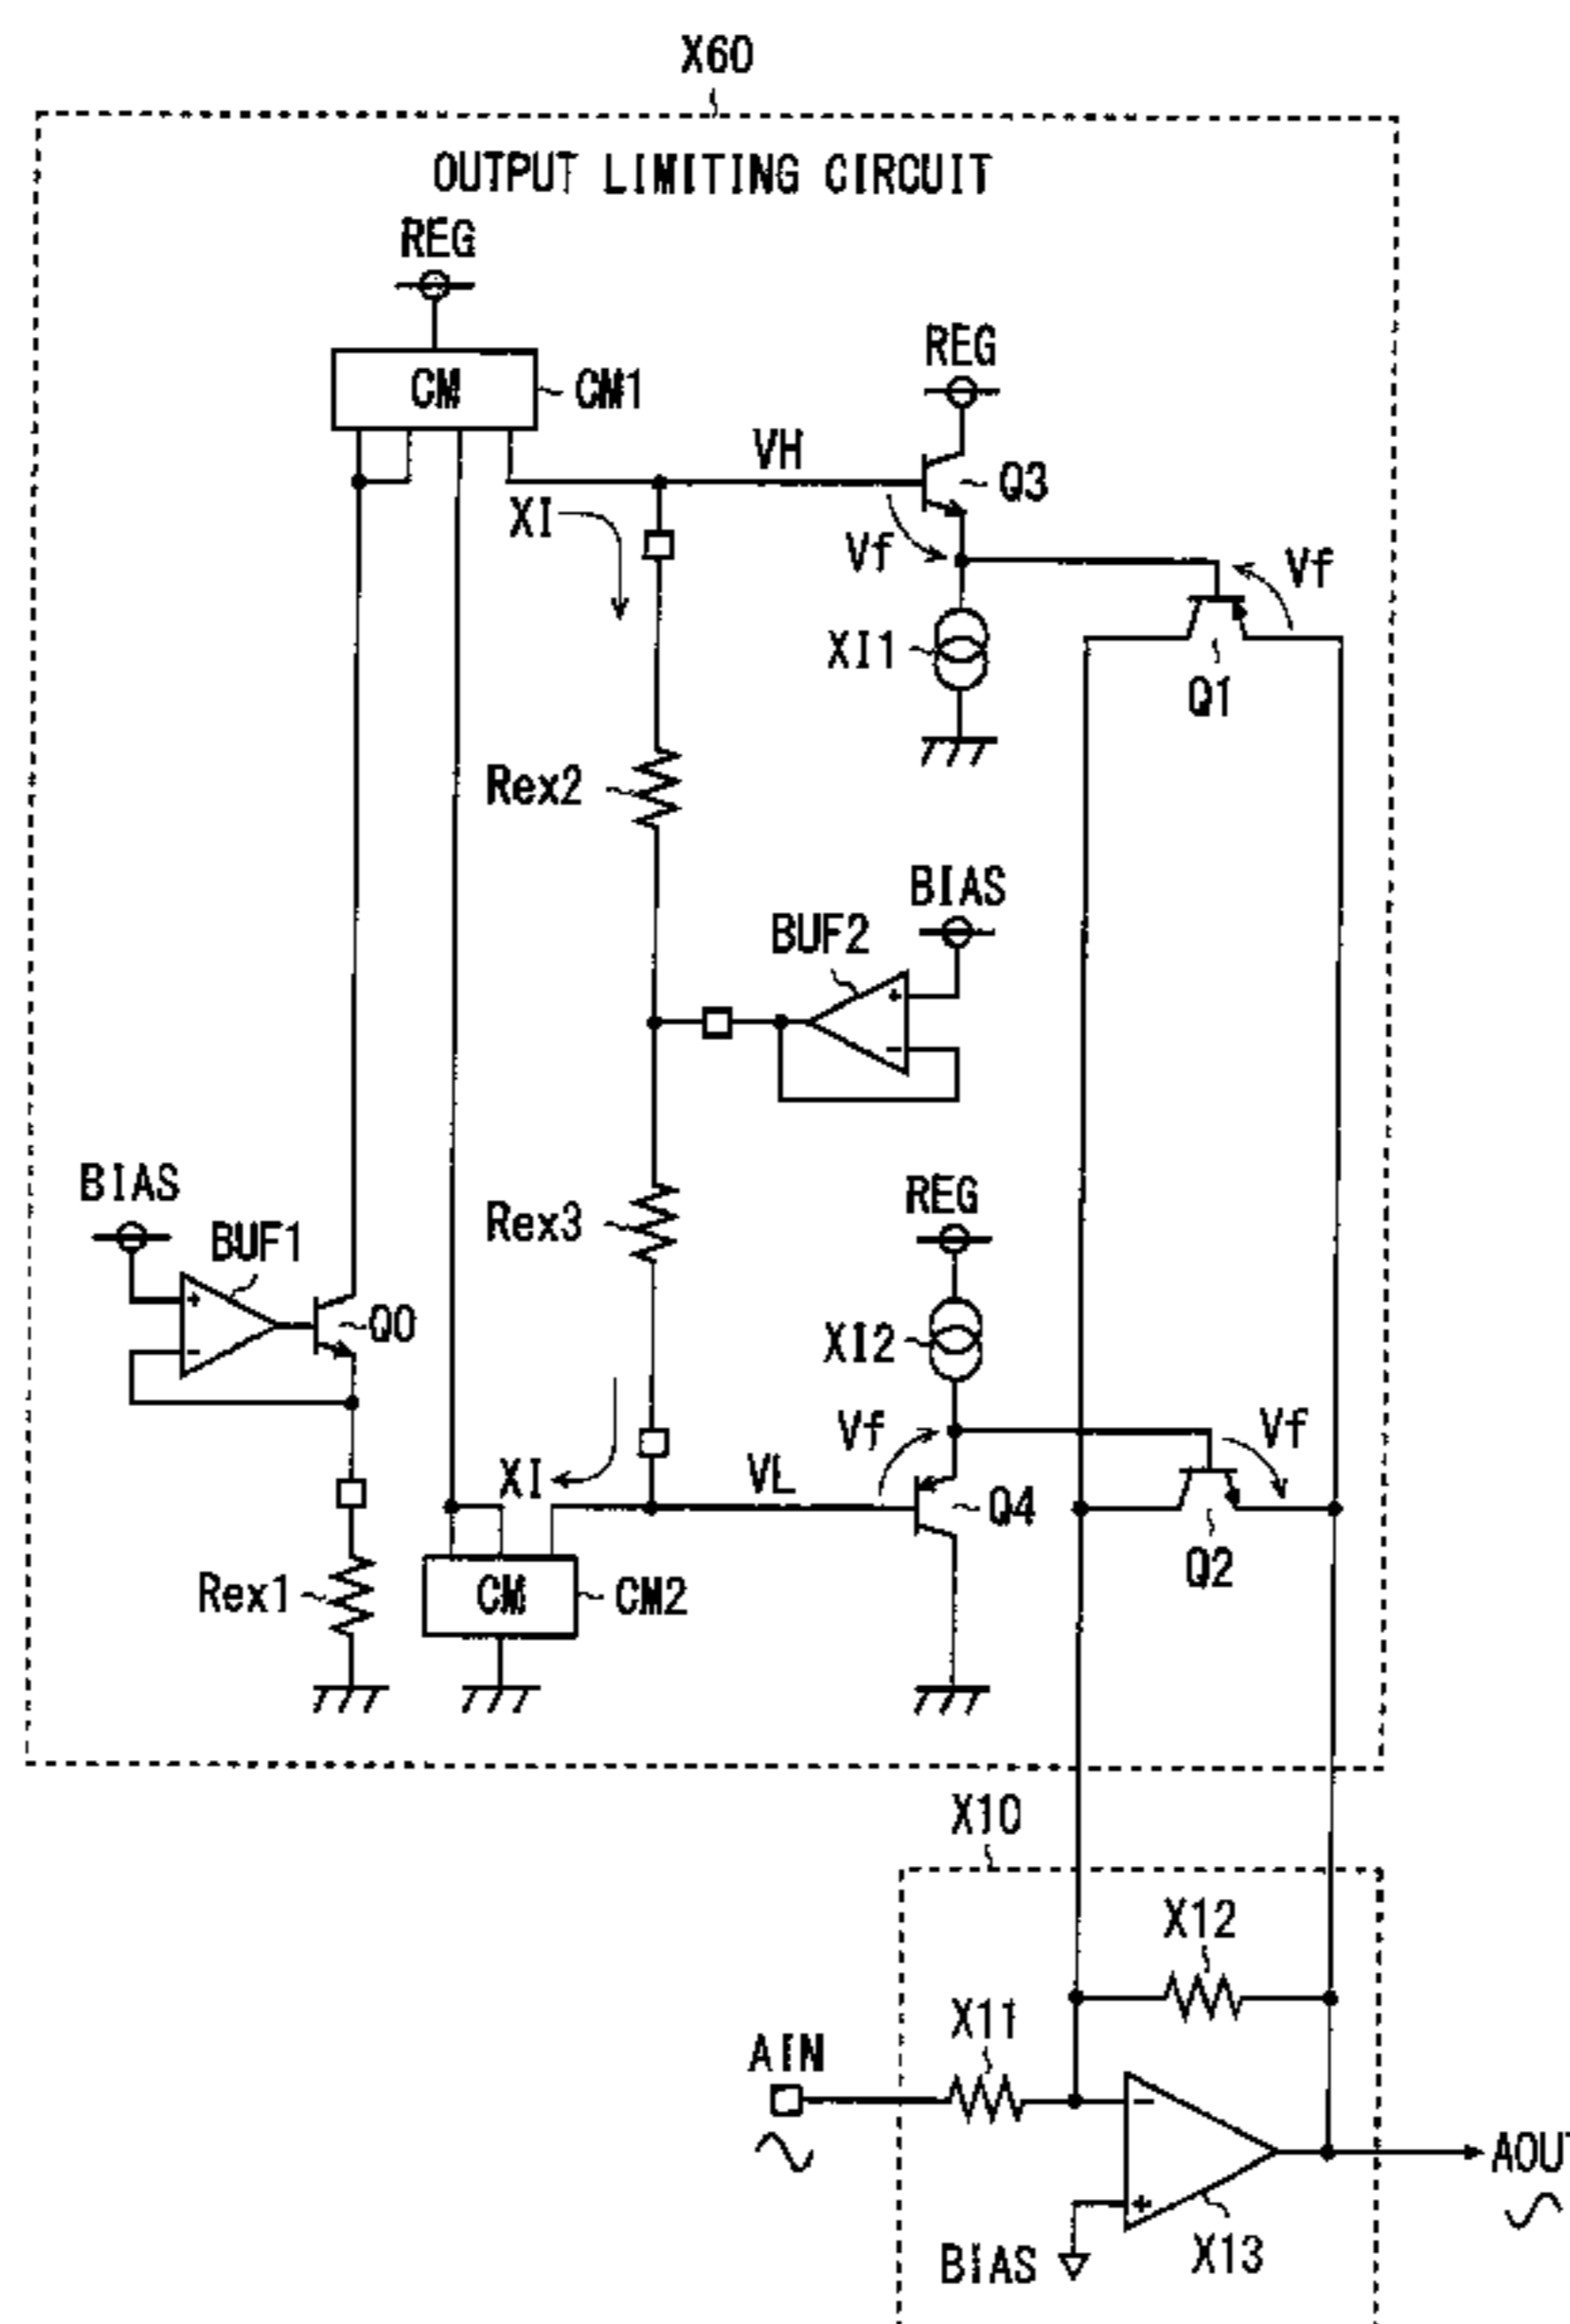 X60
OUTPUT LIMITING CIRCUIT
REG
CM
CM1
REG
VH
Q3
XI
Vf
Vf
XI1
Q1
Rex2
BIAS
BUF2
+
-
BIAS
BUF1
Rex3
REG
+
-
Q0
XI2
Vf
Vf
XI
VL
Q4
Q2
Rex1
CM
CM2
X10
X12
X11
AIN
-
+
AOUT
BIAS
X13